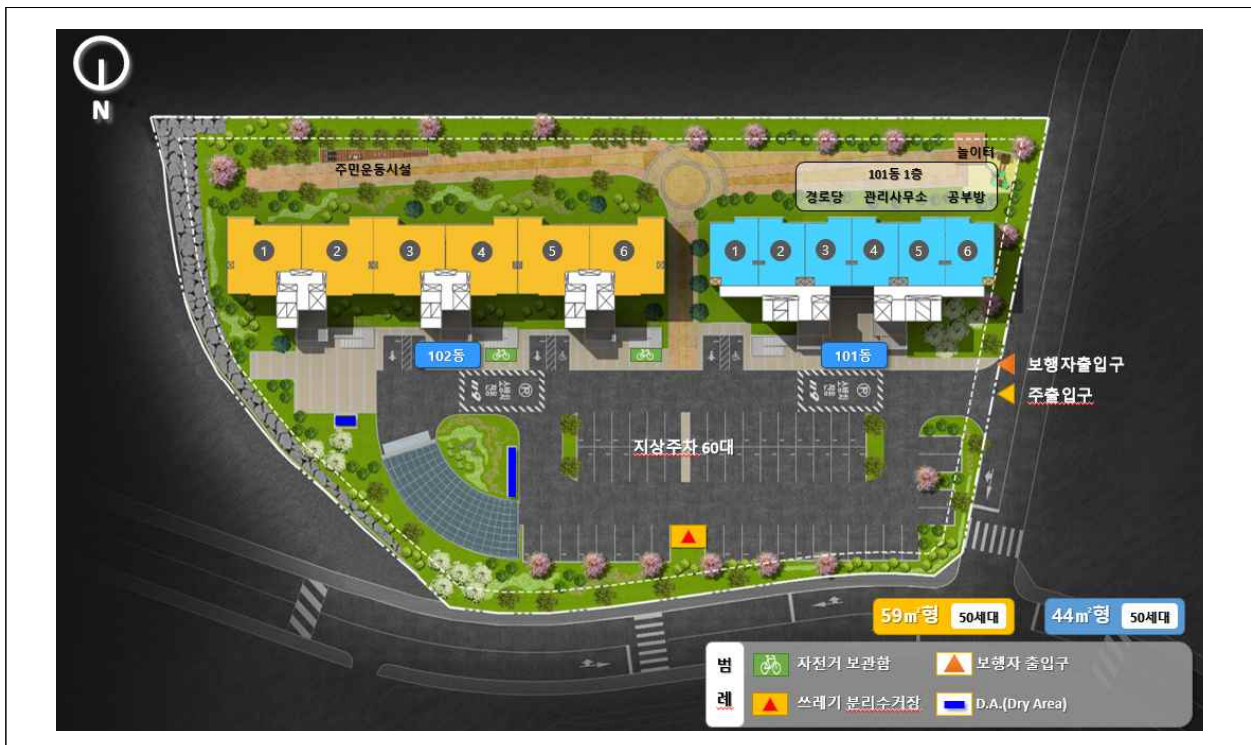 N
주민운동시설
놀이터
101동 1층
경로당 관리사무소 공부방
1 2 3 4 5 6
1 2 3 4 5 6
102동
101동
보행자출입구
주출입구
지상주차 60대
59㎡형 50세대
44㎡형 50세대
범례
자전거 보관함
보행자 출입구
쓰레기 분리수거장
D.A.(Dry Area)